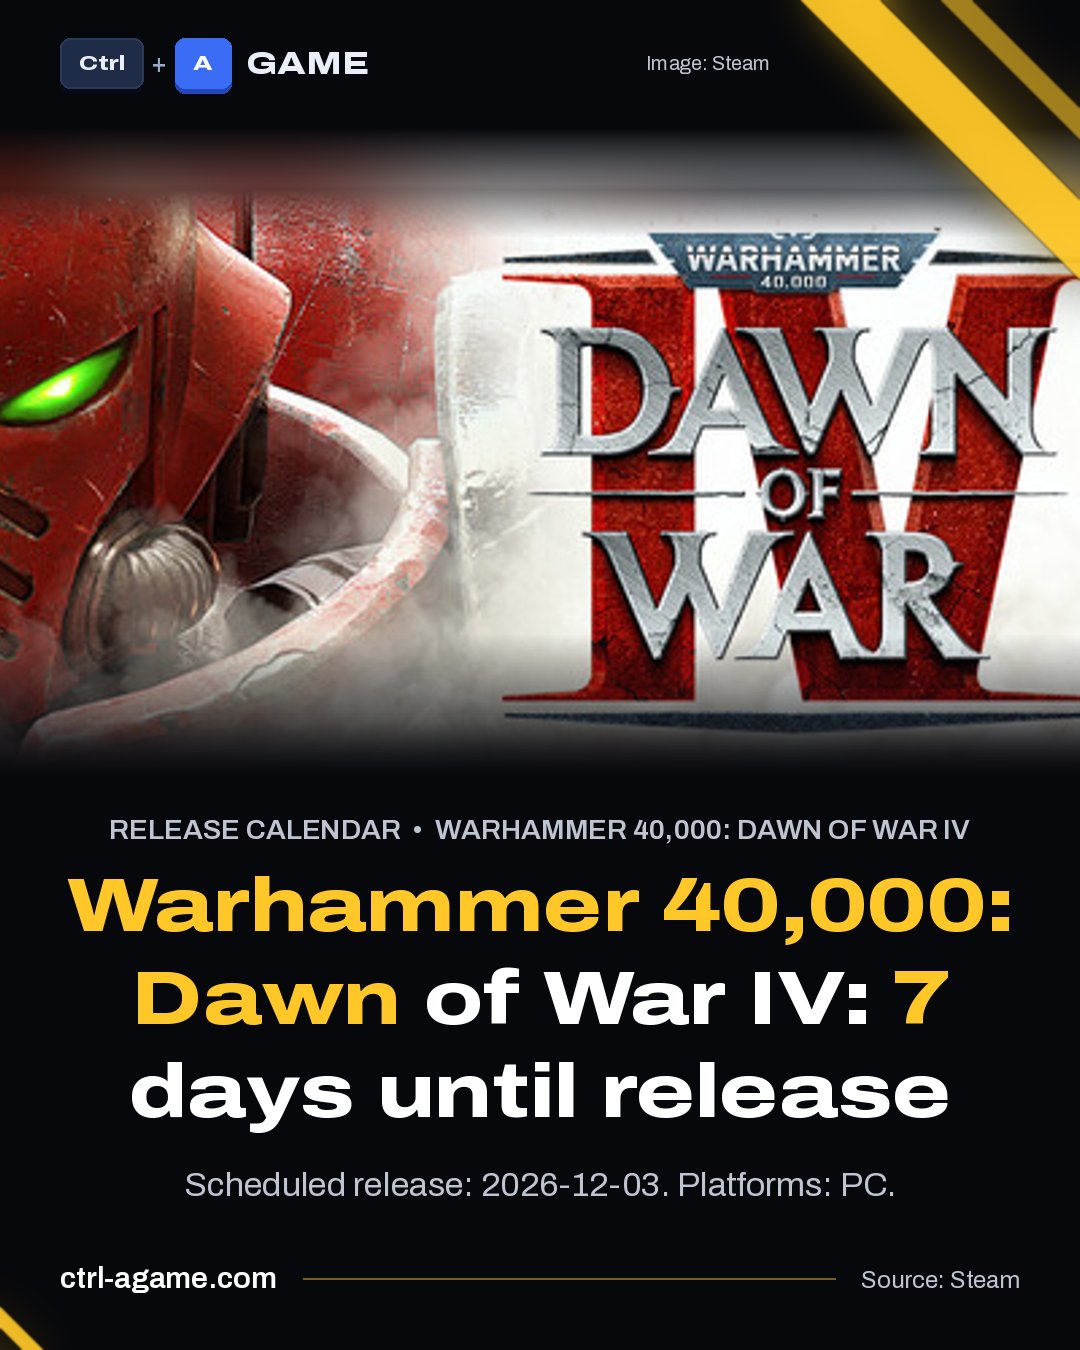 Ctrl + A GAME
Image: Steam
WARHAMMER
40,000
IV
DAWN
OF
WAR
RELEASE CALENDAR • WARHAMMER 40,000: DAWN OF WAR IV
Warhammer 40,000:
Dawn of War IV: 7
days until release
Scheduled release: 2026-12-03. Platforms: PC.
ctrl-agame.com
Source: Steam